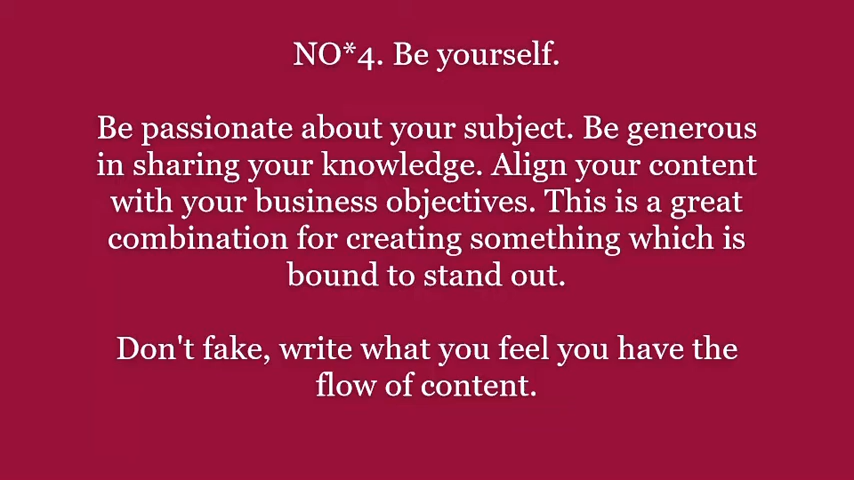 NO*4. Be yourself.
Be passionate about your subject. Be generous
in sharing your knowledge. Align your content
with your business objectives. This is a great
combination for creating something which is
bound to stand out.
Don't fake, write what you feel you have the
flow of content.